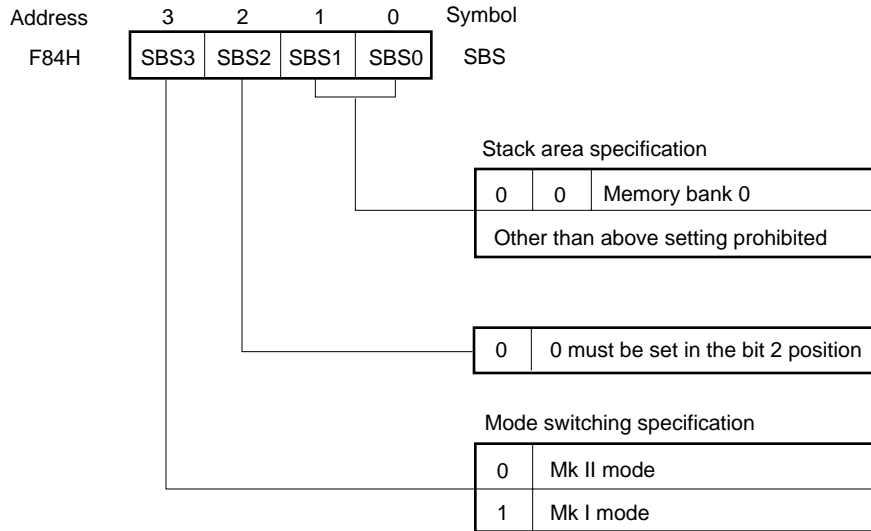 Address 3 2 1 0 Symbol
F84H SBS3 SBS2 SBS1 SBS0 SBS
Stack area specification
0 0 Memory bank 0
Other than above setting prohibited
0 0 must be set in the bit 2 position
Mode switching specification
0 Mk II mode
1 Mk I mode